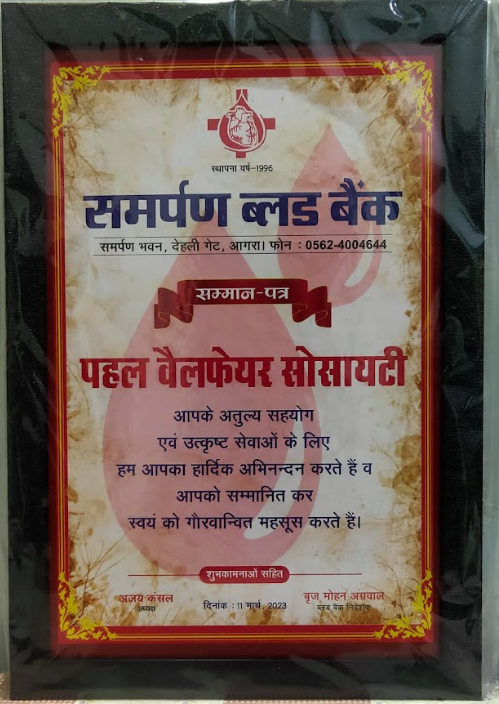 स्थापना वर्ष-1996
समर्पण ब्लड बैंक
समर्पण भवन, देहली गेट, आगरा। फोन : 0562-4004644
सम्मान-पत्र
पहल वैलफेयर सोसायटी
आपके अतुल्य सहयोग
एवं उत्कृष्ट सेवाओं के लिए
हम आपका हार्दिक अभिनन्दन करते हैं व
आपको सम्मानित कर
स्वयं को गौरवान्वित महसूस करते हैं।
शुभकामनाओं सहित
अजय कंसल
अध्यक्ष
दिनांक : 11 मार्च, 2023
बृज मोहन अग्रवाल
ब्लड बैंक निदेशक